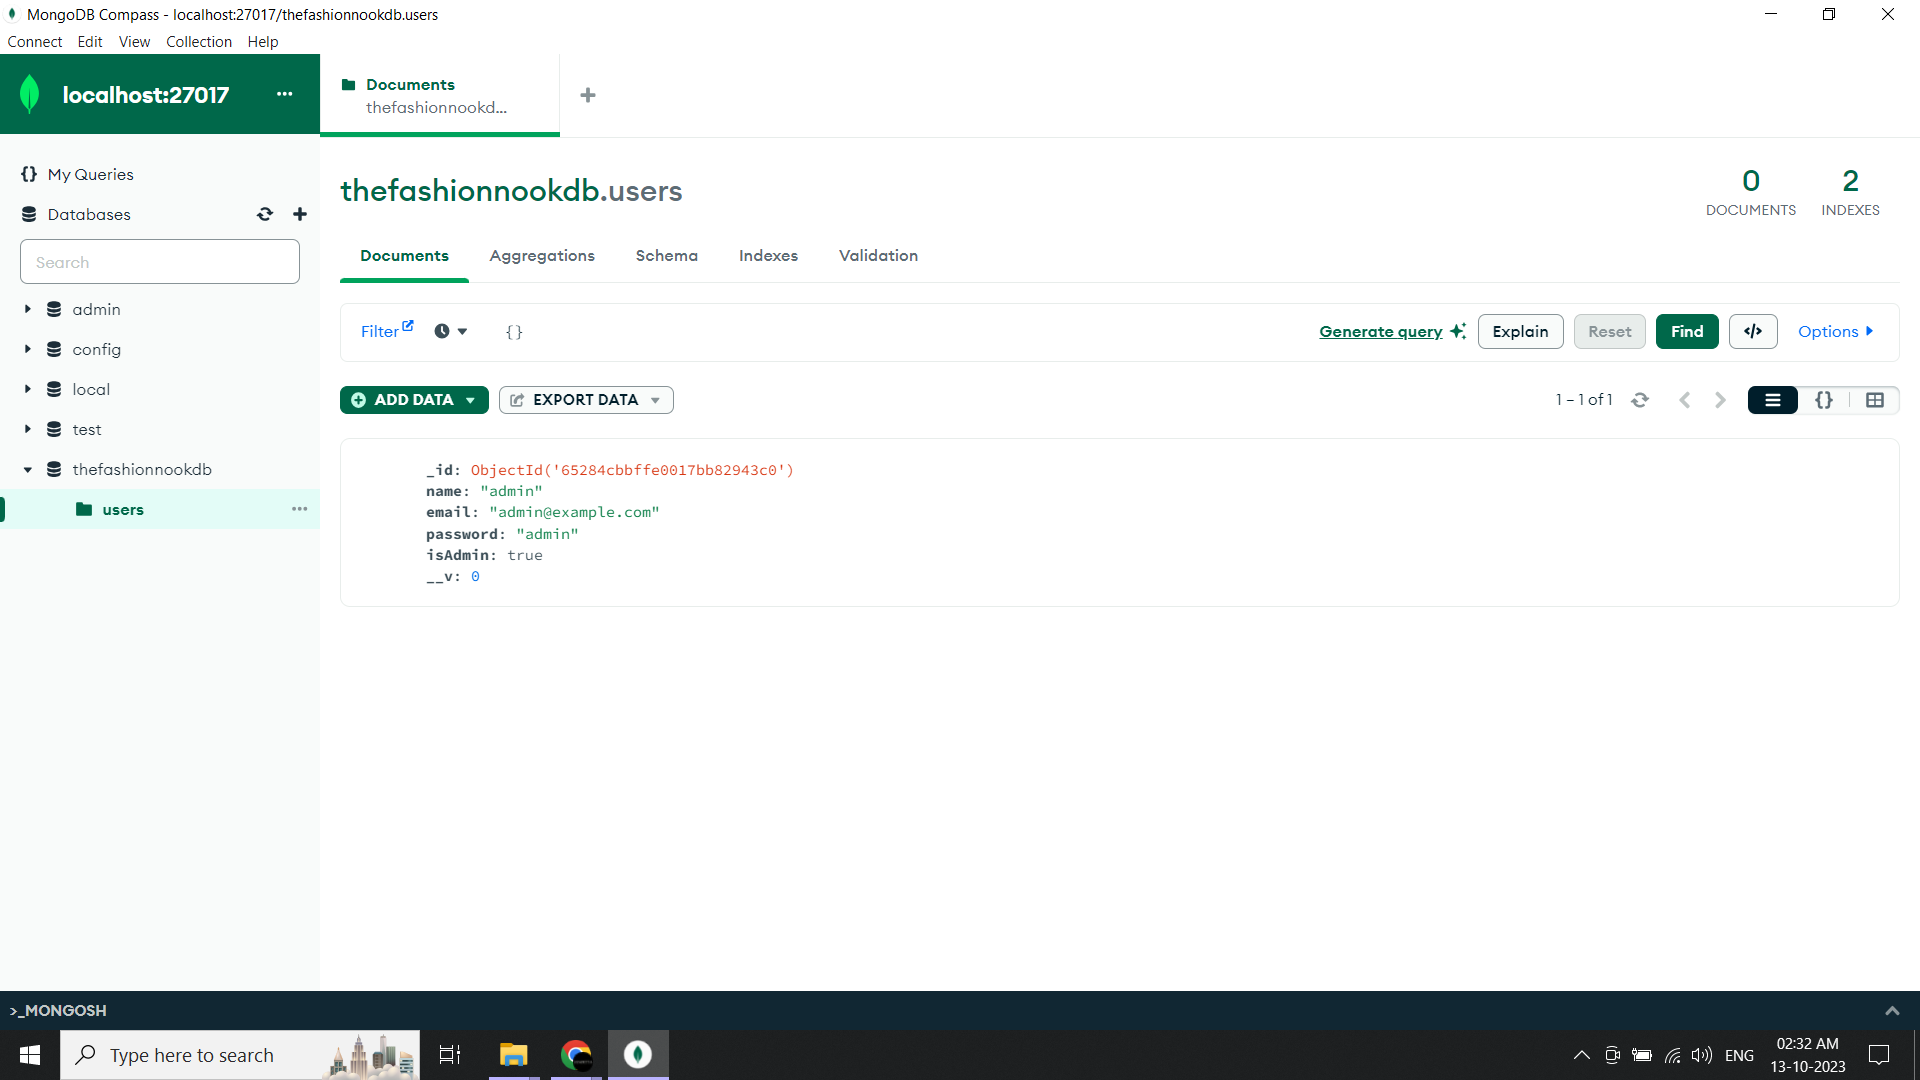 MongoDB Compass - localhost:27017/thefashionnookdb.users
Connect Edit View Collection Help
localhost:27017
Documents
thefashionnookd...
My Queries
Databases
Search
admin
config
local
test
thefashionnookdb
users
thefashionnookdb.users
0
DOCUMENTS
2
INDEXES
Documents Aggregations Schema Indexes Validation
Filter {} Generate query Explain Reset Find </> Options
ADD DATA EXPORT DATA 1 – 1 of 1 {}
_id: ObjectId('65284cbbffe0017bb82943c0')
name: "admin"
email: "admin@example.com"
password: "admin"
isAdmin: true
__v: 0
>_MONGOSH
Type here to search
ENG
02:32 AM
13-10-2023